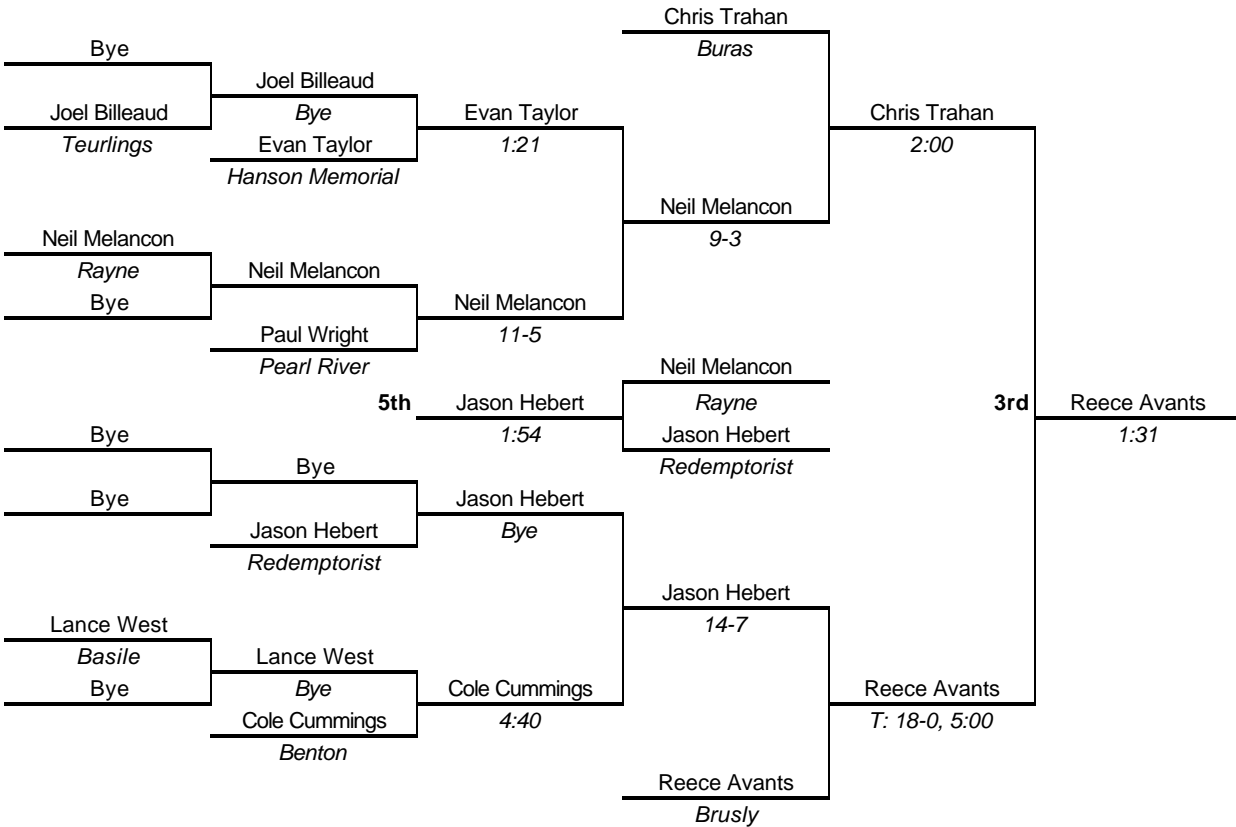 Chris Trahan
Buras
Bye
Joel Billeaud
Joel Billeaud
Bye
Evan Taylor
Chris Trahan
Teurlings
Evan Taylor
1:21
2:00
Hanson Memorial
Neil Melancon
9-3
Neil Melancon
Rayne
Neil Melancon
Bye
Neil Melancon
Paul Wright
11-5
Pearl River
Neil Melancon
5th Jason Hebert
Rayne
3rd Reece Avants
1:54
Jason Hebert
1:31
Redemptorist
Bye
Bye
Bye
Jason Hebert
Jason Hebert
Bye
Redemptorist
Jason Hebert
14-7
Lance West
Basile
Lance West
Bye
Bye
Cole Cummings
Reece Avants
Cole Cummings
4:40
T: 18-0, 5:00
Benton
Reece Avants
Brusly